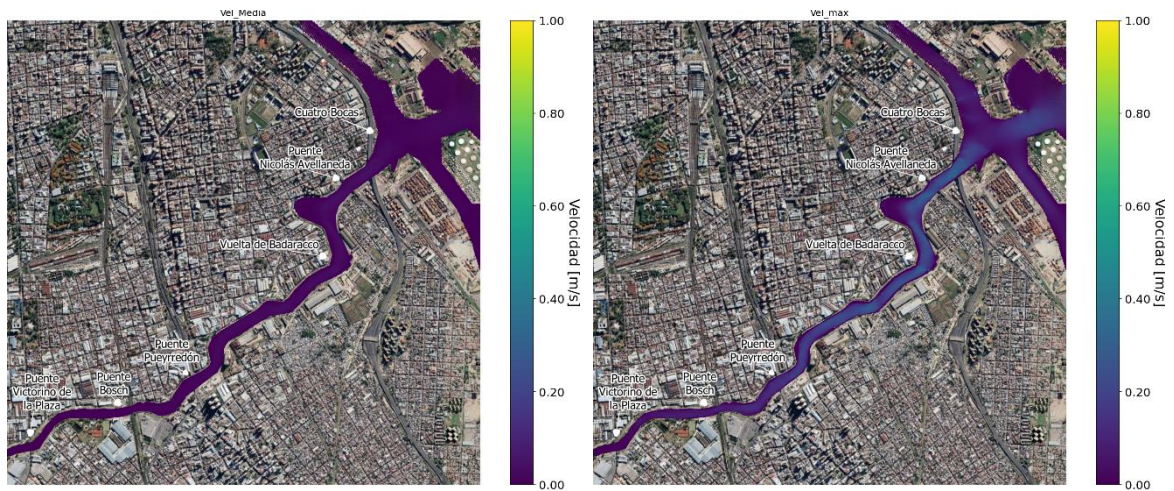 Vel_Media
Cuatro Bocas
Puente
Nicolás Avellaneda
Vuelta de Badaracco
Puente
Pueyrredón
Puente
Bosch
Puente
Victorino de
la Plaza
1.00
0.80
0.60
0.40
0.20
0.00
Velocidad [m/s]
Vel_max
Cuatro Bocas
Puente
Nicolás Avellaneda
Vuelta de Badaracco
Puente
Pueyrredón
Puente
Bosch
Puente
Victorino de
la Plaza
1.00
0.80
0.60
0.40
0.20
0.00
Velocidad [m/s]